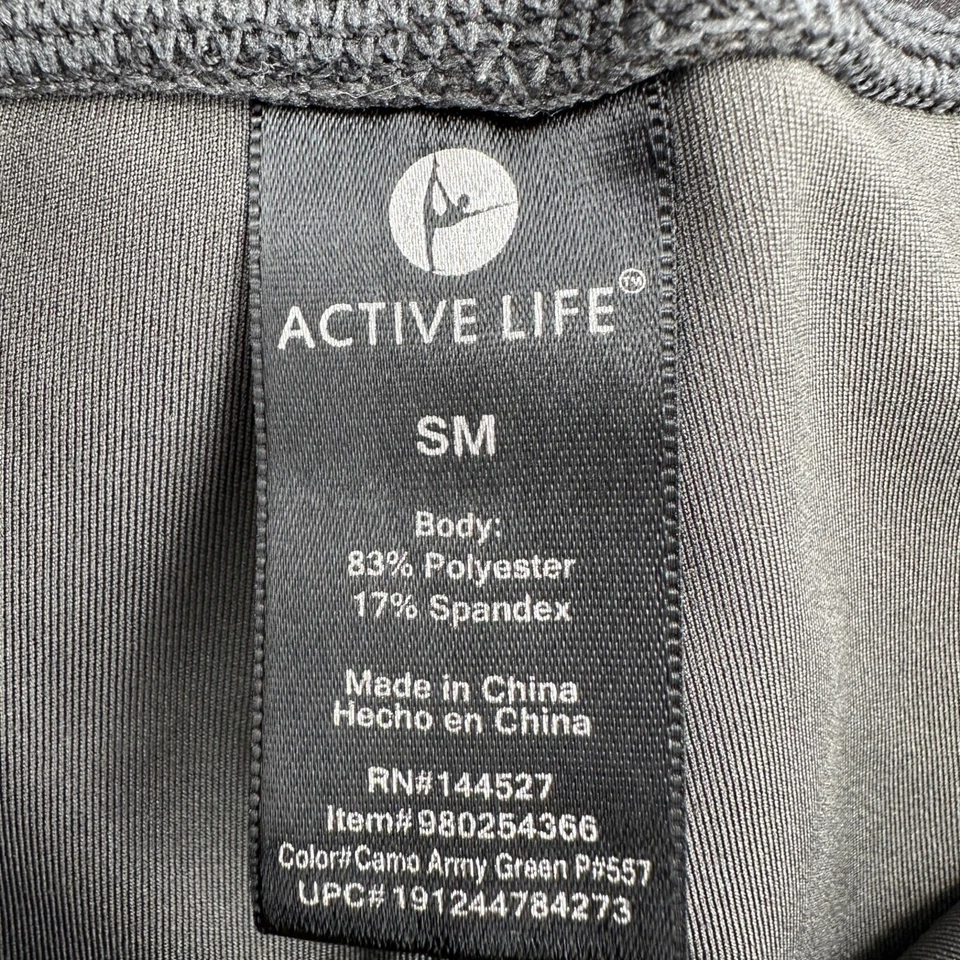 ACTIVE LIFE™
SM
Body:
83% Polyester
17% Spandex
Made in China
Hecho en China
RN#144527
Item#980254366
Color#Camo Army Green P#557
UPC#191244784273